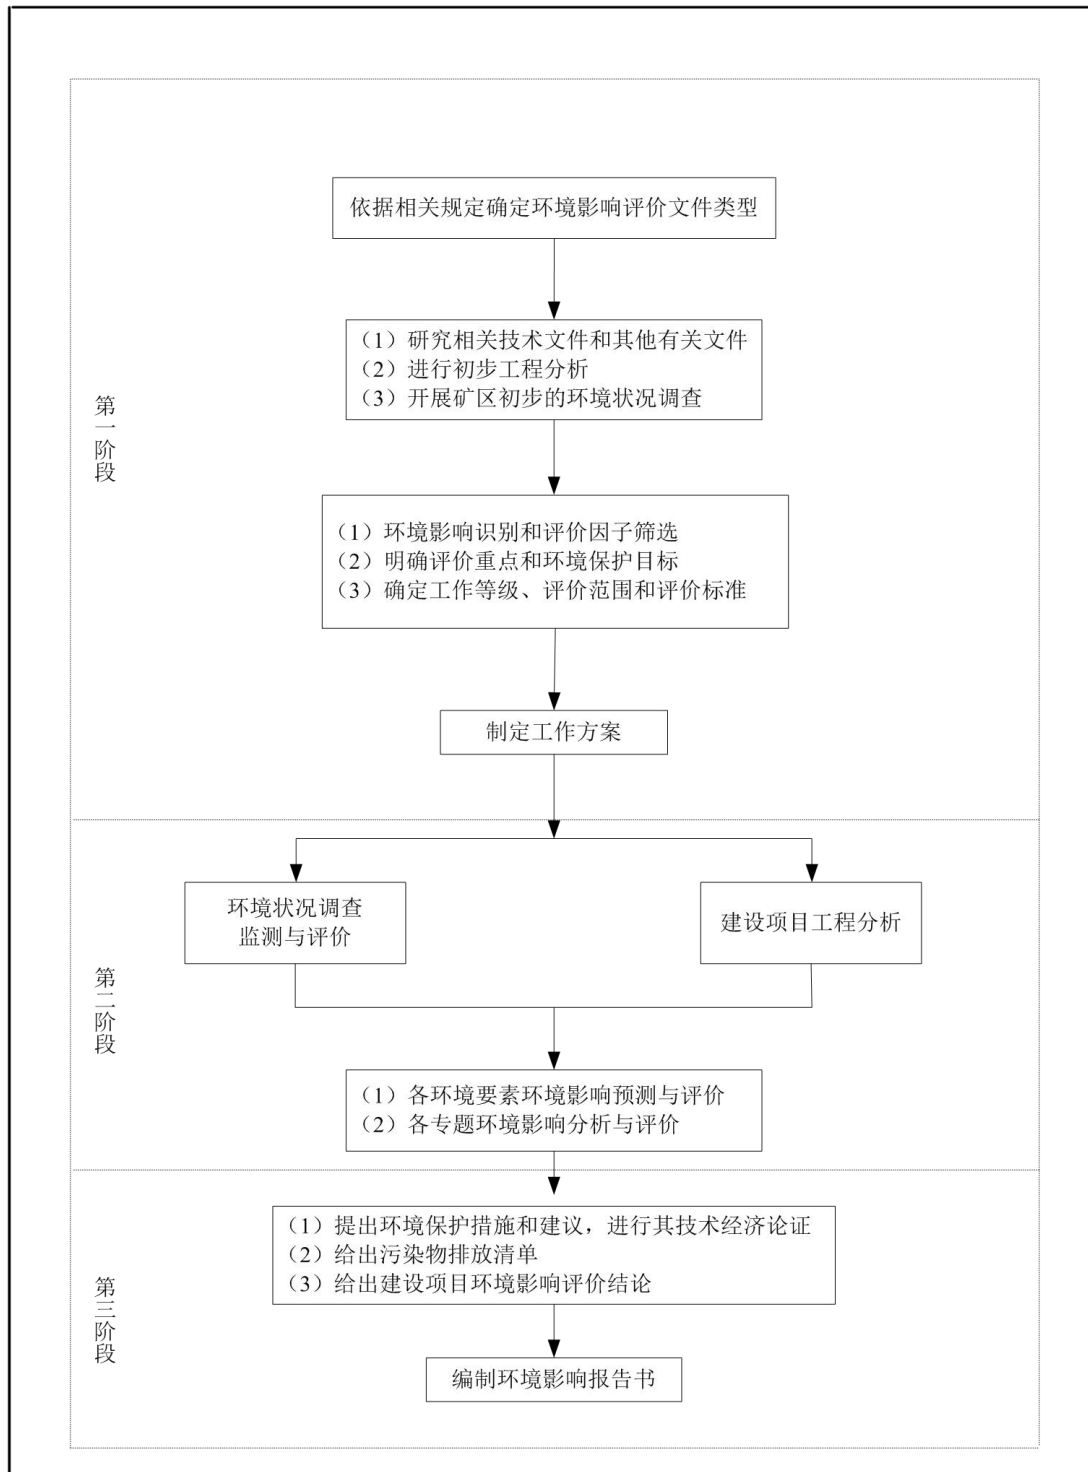 依据相关规定确定环境影响评价文件类型
（1）研究相关技术文件和其他有关文件
（2）进行初步工程分析
（3）开展矿区初步的环境状况调查
第一阶段
（1）环境影响识别和评价因子筛选
（2）明确评价重点和环境保护目标
（3）确定工作等级、评价范围和评价标准
制定工作方案
环境状况调查
监测与评价
建设项目工程分析
第二阶段
（1）各环境要素环境影响预测与评价
（2）各专题环境影响分析与评价
（1）提出环境保护措施和建议，进行其技术经济论证
（2）给出污染物排放清单
（3）给出建设项目环境影响评价结论
第三阶段
编制环境影响报告书